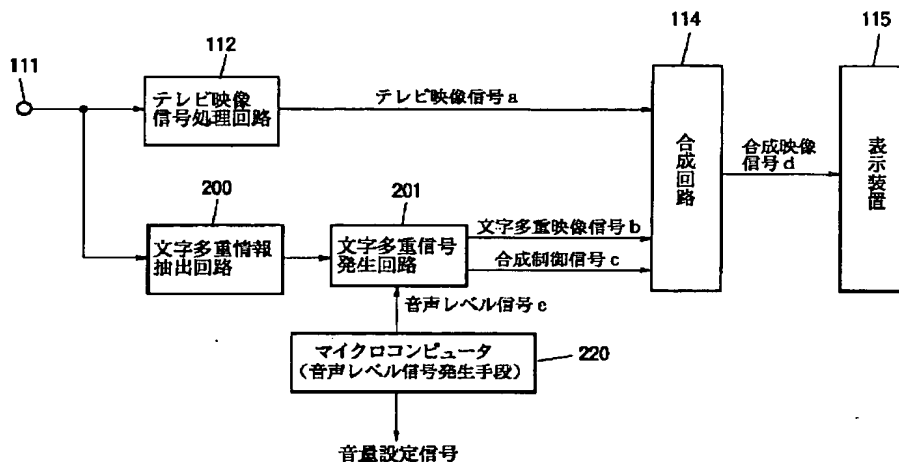 114
115
112
111
テレビ映像
信号処理回路
テレビ映像信号a
合成回路
合成映像
信号d
表示装置
200
201
文字多重情報
抽出回路
文字多重信号
発生回路
文字多重映像信号b
合成制御信号c
音声レベル信号e
マイクロコンピュータ
(音声レベル信号発生手段)
220
音量設定信号